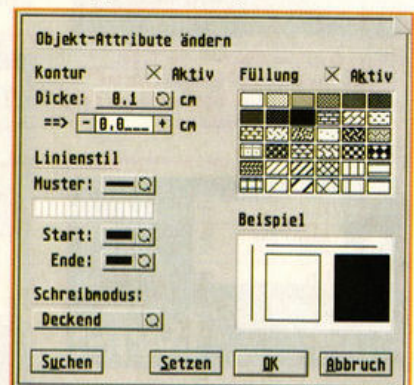 Objekt-Attribute ändern
Kontur Aktiv
Dicke: 0.1 cm
==> - 0.0___ + cm
Linienstil
Muster:
Start:
Ende:
Schreibmodus:
Deckend
Füllung Aktiv
Beispiel
Suchen Setzen OK Abbruch